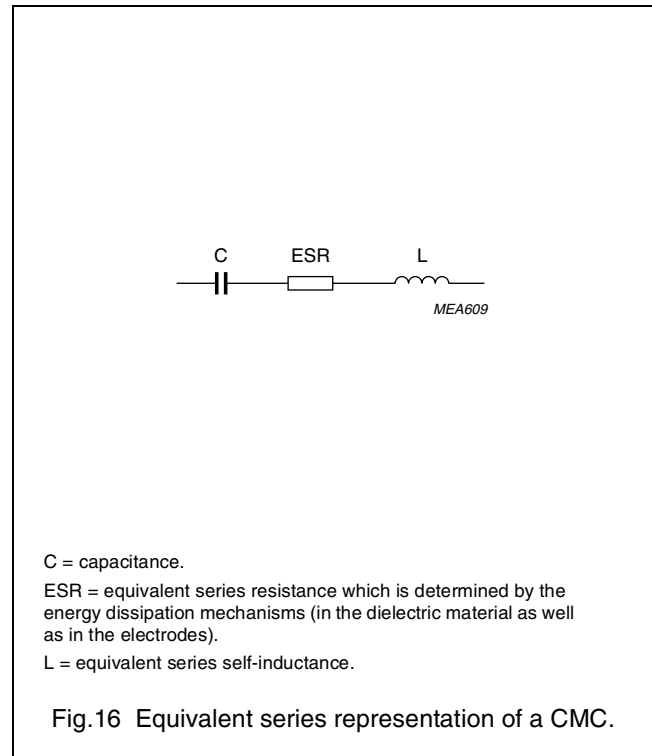 C ESR L
MEA609
C = capacitance.
ESR = equivalent series resistance which is determined by the
energy dissipation mechanisms (in the dielectric material as well
as in the electrodes).
L = equivalent series self-inductance.
Fig.16 Equivalent series representation of a CMC.